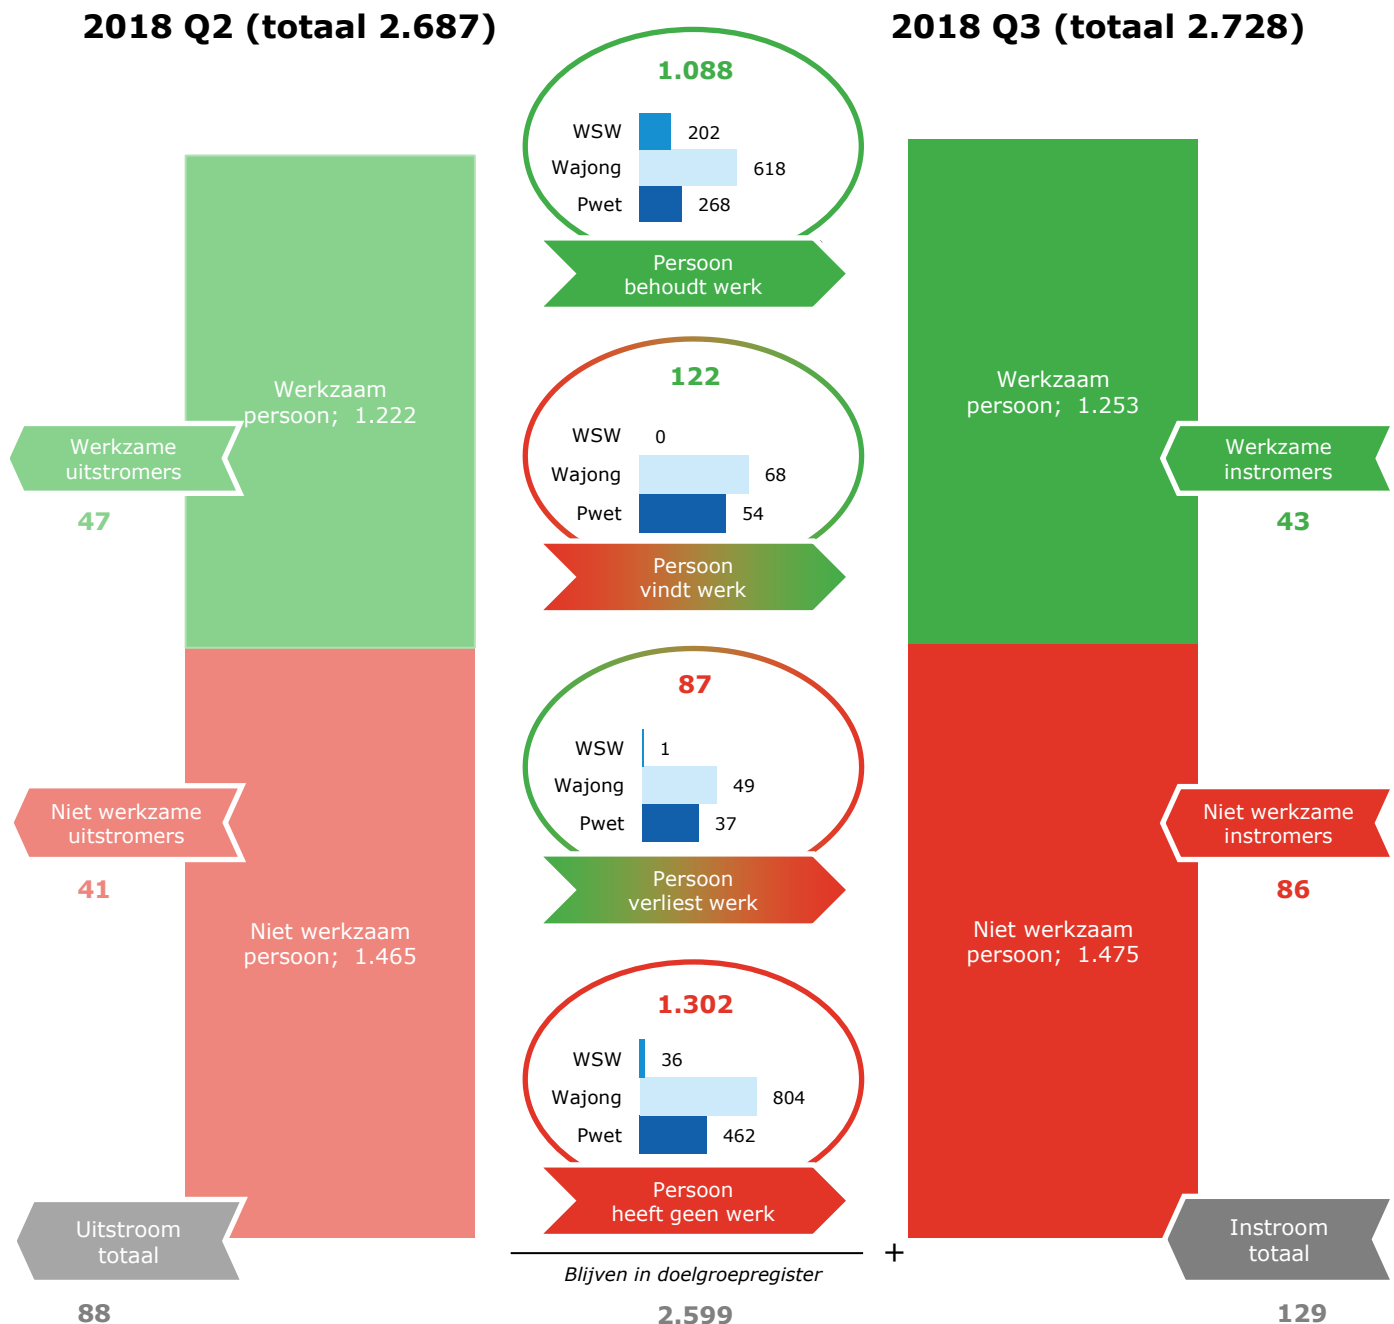 2018 Q2 (totaal 2.687)
2018 Q3 (totaal 2.728)
1.088
WSW 202
Wajong 618
Pwet 268
Persoon
behoudt werk
122
WSW 0
Wajong 68
Pwet 54
Persoon
vindt werk
87
WSW 1
Wajong 49
Pwet 37
Persoon
verliest werk
1.302
WSW 36
Wajong 804
Pwet 462
Persoon
heeft geen werk
Werkzaam
persoon; 1.222
Werkzame
uitstromers
47
Niet werkzame
uitstromers
41
Niet werkzaam
persoon; 1.465
Uitstroom
totaal
88
Werkzaam
persoon; 1.253
Werkzame
instromers
43
Niet werkzame
instromers
86
Niet werkzaam
persoon; 1.475
Instroom
totaal
129
+
Blijven in doelgroepregister
2.599